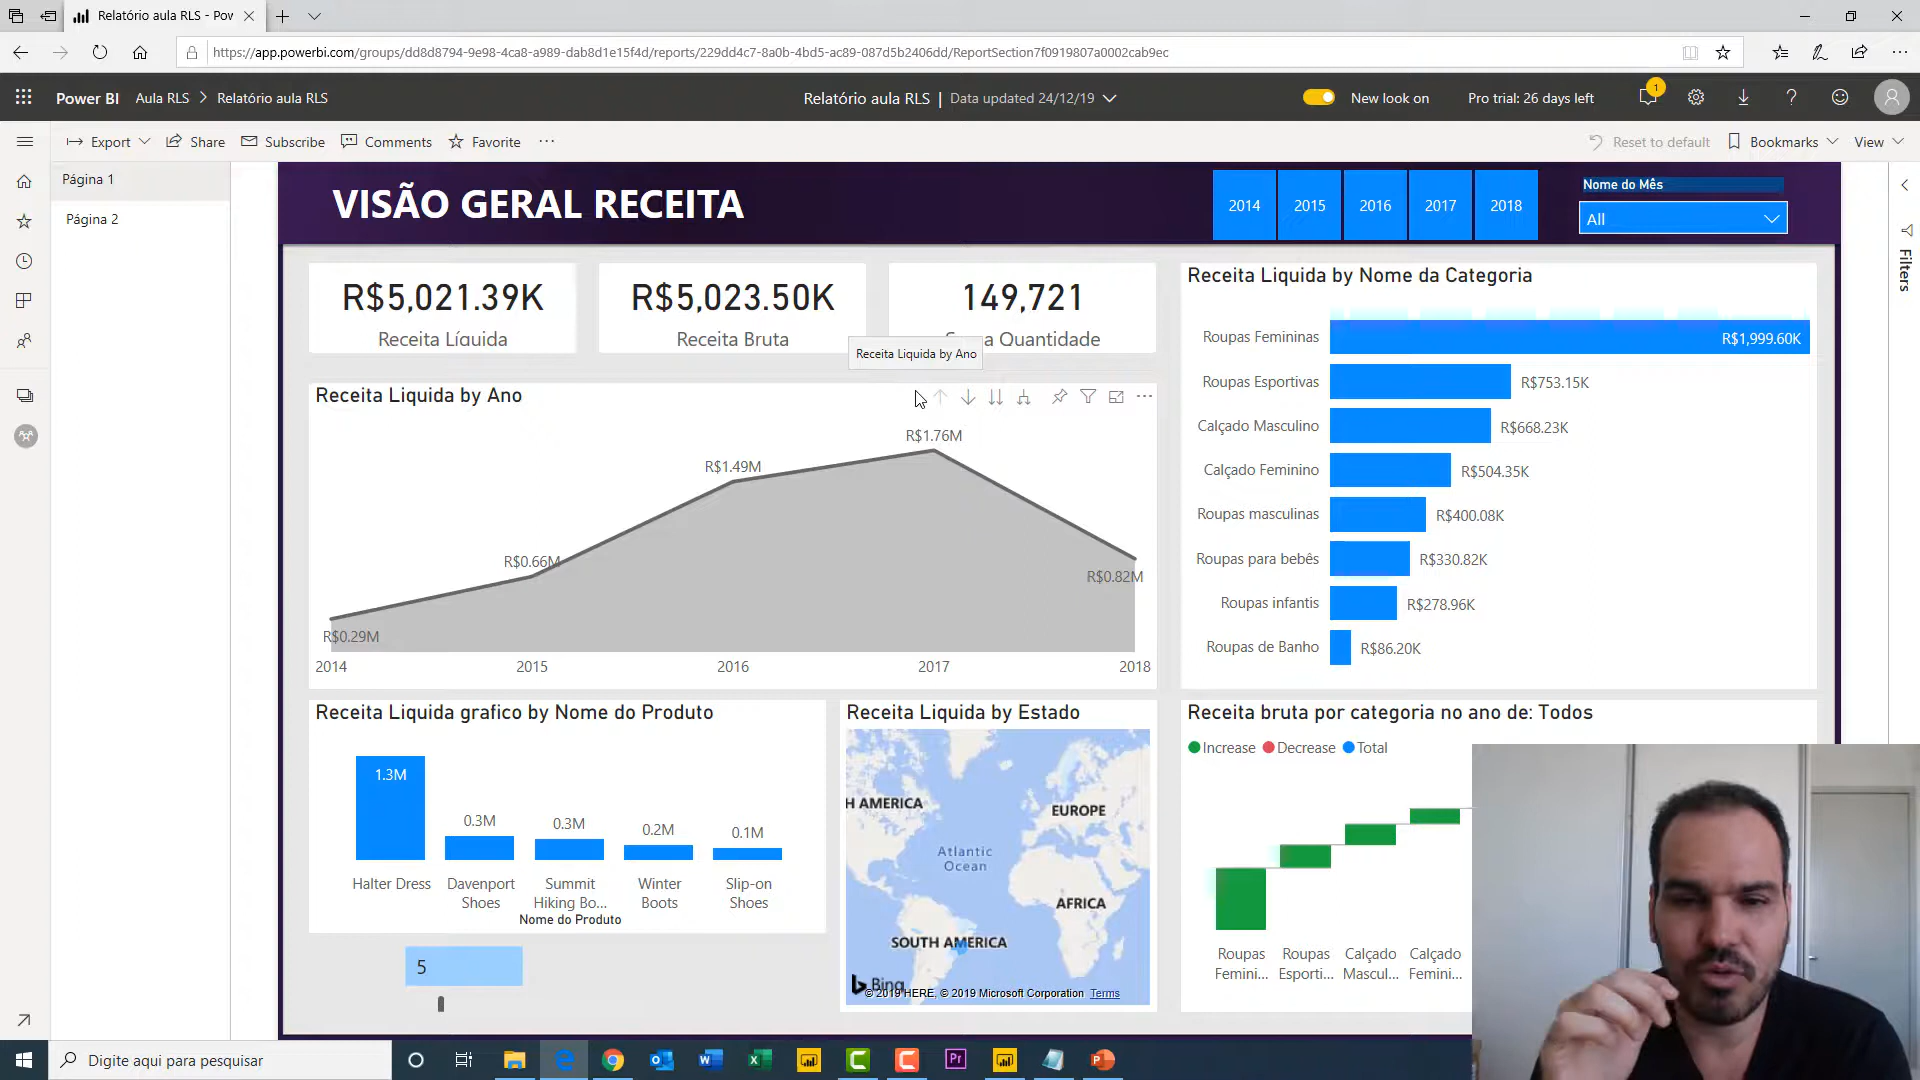 Relatório aula RLS - Pow
https://app.powerbi.com/groups/dd8d8794-9e98-4ca8-a989-dab8d1e15f4d/reports/229dd4c7-8a0b-4bd5-ac89-087d5b2406dd/ReportSection7f0919807a0002cab9ec
Power BI Aula RLS > Relatório aula RLS
Relatório aula RLS | Data updated 24/12/19
New look on
Pro trial: 26 days left
1
Export Share Subscribe Comments Favorite ···
Reset to default Bookmarks View
Página 1
Página 2
VISÃO GERAL RECEITA
2014 2015 2016 2017 2018
Nome do Mês
All
Filters
R$5,021.39K
Receita Líquida
R$5,023.50K
Receita Bruta
149,721
Quantidade
Receita Liquida by Ano
Receita Liquida by Ano
R$0.29M
R$0.66M
R$1.49M
R$1.76M
R$0.82M
2014 2015 2016 2017 2018
Receita Liquida by Nome da Categoria
Roupas Femininas R$1,999.60K
Roupas Esportivas R$753.15K
Calçado Masculino R$668.23K
Calçado Feminino R$504.35K
Roupas masculinas R$400.08K
Roupas para bebês R$330.82K
Roupas infantis R$278.96K
Roupas de Banho R$86.20K
Receita Liquida grafico by Nome do Produto
1.3M
0.3M
0.3M
0.2M
0.1M
Halter Dress
Davenport Shoes
Summit Hiking Bo...
Winter Boots
Slip-on Shoes
Nome do Produto
5
Receita Liquida by Estado
H AMERICA
EUROPE
Atlantic
Ocean
AFRICA
SOUTH AMERICA
Bing
© 2019 HERE, © 2019 Microsoft Corporation Terms
Receita bruta por categoria no ano de: Todos
Increase Decrease Total
Roupas Femini...
Roupas Esporti...
Calçado Mascul...
Calçado Femini...
Digite aqui para pesquisar